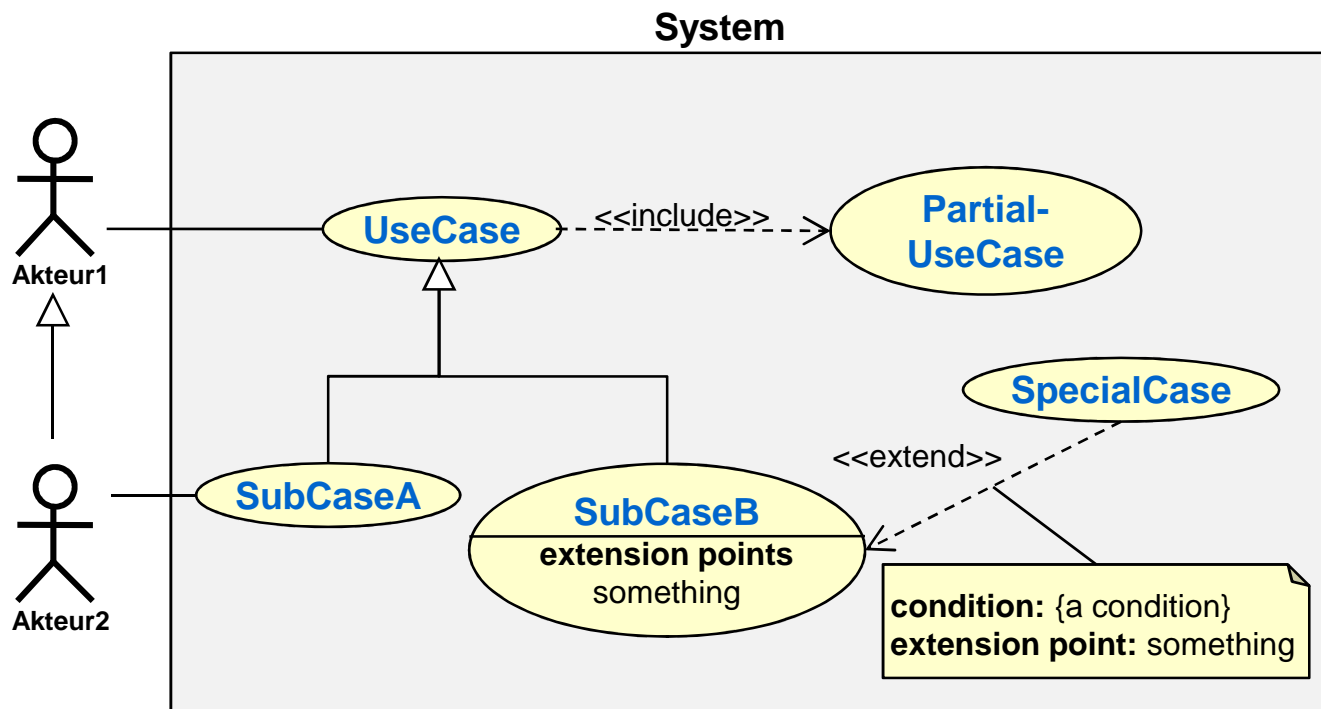 System
Akteur1
UseCase
<<include>>
Partial-
UseCase
SpecialCase
<<extend>>
Akteur2
SubCaseA
SubCaseB
extension points
something
condition: {a condition}
extension point: something